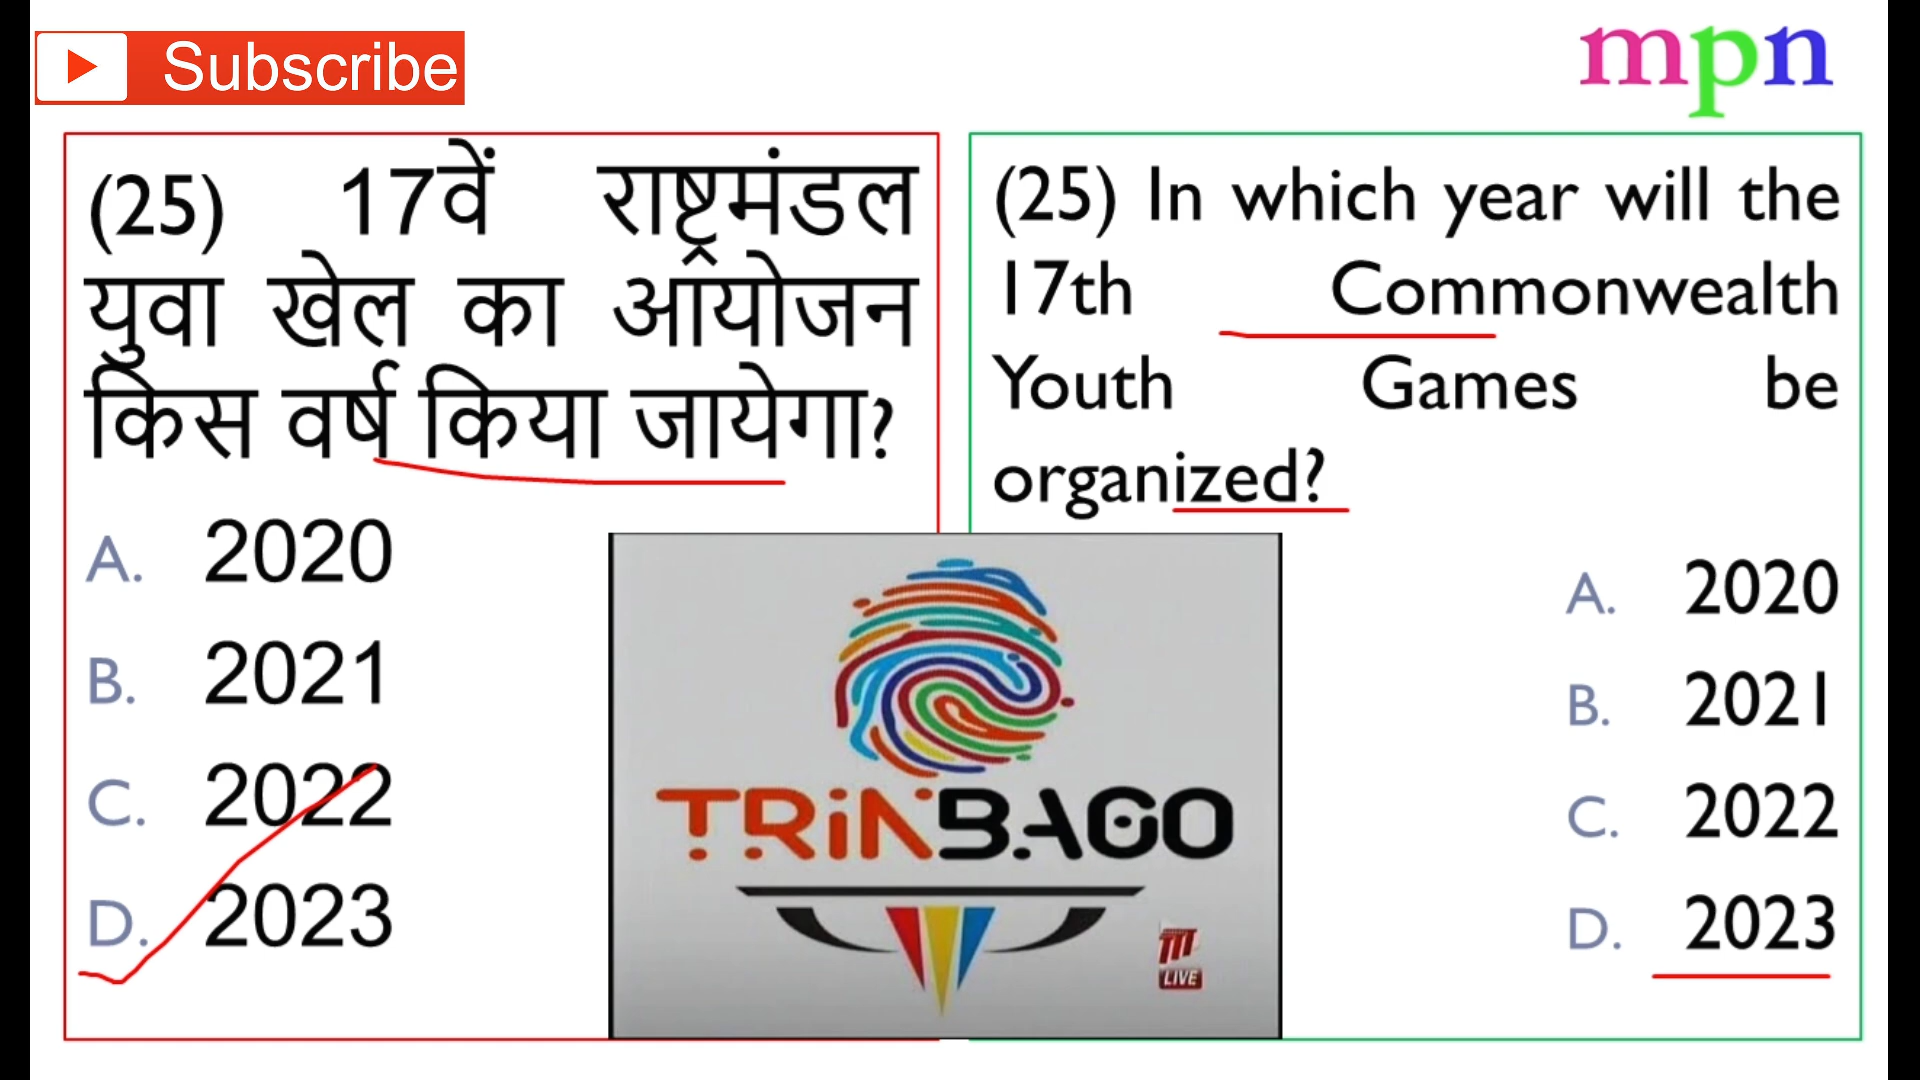 Subscribe
mpn
(25) 17वें राष्ट्रमंडल
युवा खेल का आयोजन
किस वर्ष किया जायेगा?
A. 2020
B. 2021
C. 2022
D. 2023
(25) In which year will the
17th Commonwealth
Youth Games be
organized?
A. 2020
B. 2021
C. 2022
D. 2023
TRiNBAGO
TTT
LIVE